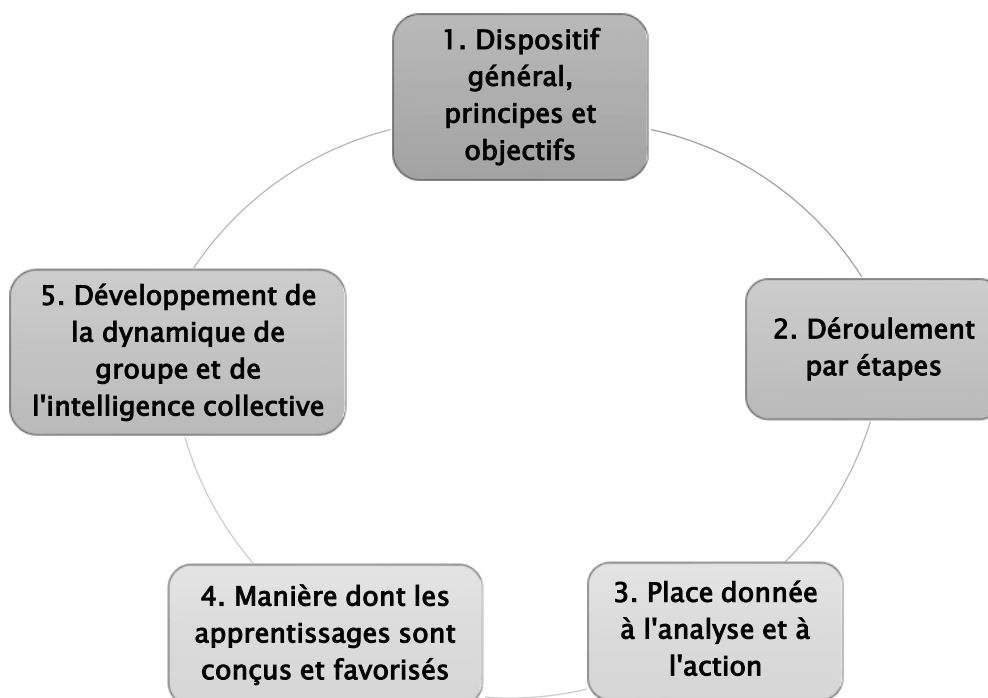 1. Dispositif
général,
principes et
objectifs
2. Déroulement
par étapes
3. Place donnée
à l'analyse et à
l'action
4. Manière dont les
apprentissages sont
conçus et favorisés
5. Développement de
la dynamique de
groupe et de
l'intelligence collective